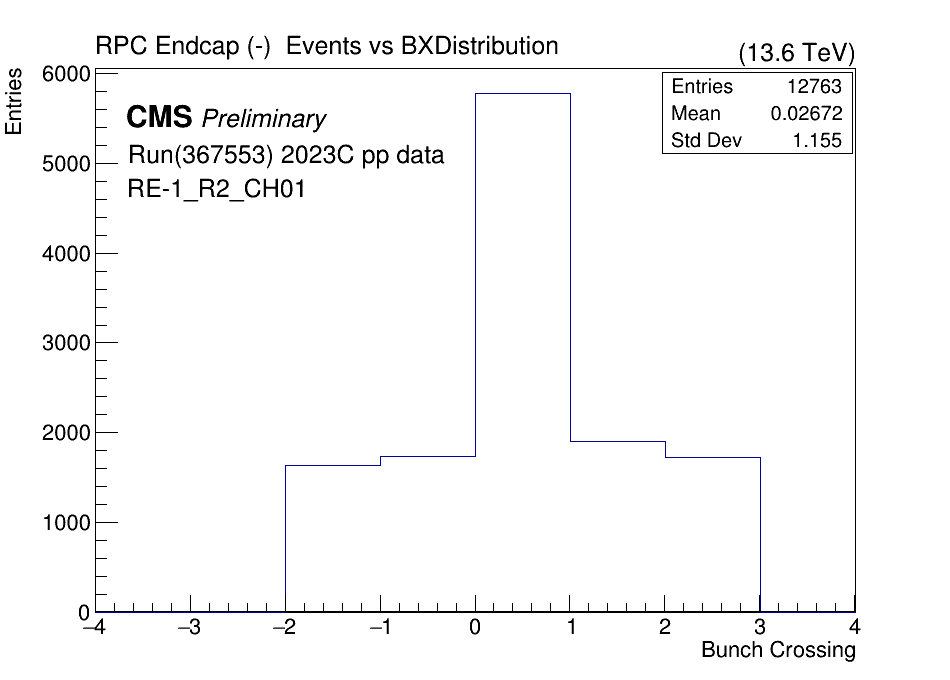 RPC Endcap (-)  Events vs BXDistribution
(13.6 TeV)
Entries 12763
Mean 0.02672
Std Dev 1.155
CMS Preliminary
Run(367553) 2023C pp data
RE-1_R2_CH01
Entries
6000
5000
4000
3000
2000
1000
0
−4 −3 −2 −1 0 1 2 3 4
Bunch Crossing